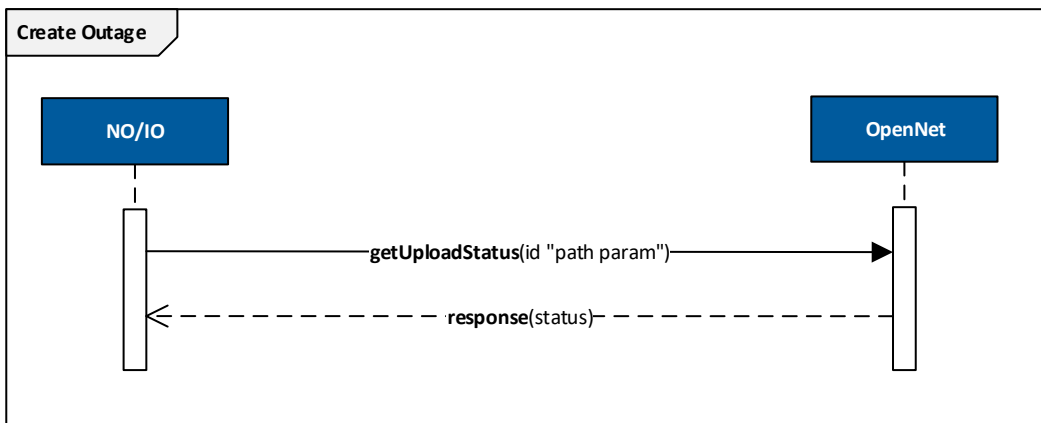 Create Outage
NO/IO
OpenNet
getUploadStatus(id "path param")
response(status)